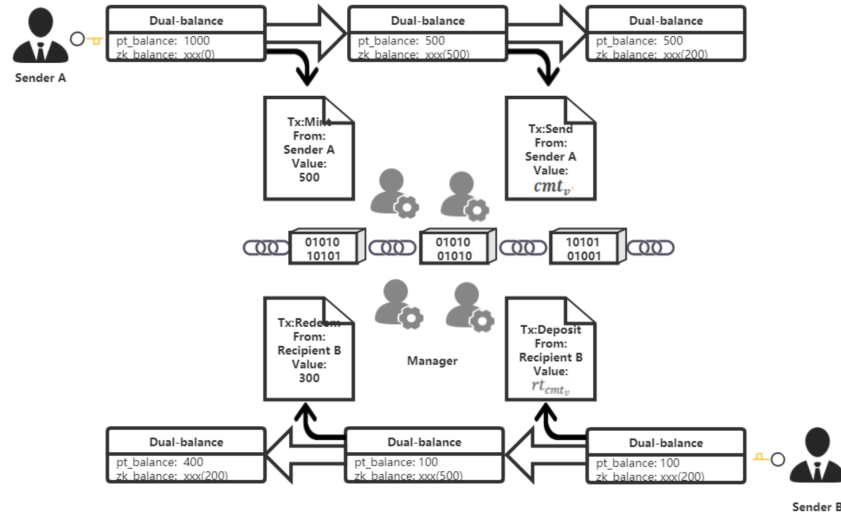 Dual-balance
pt_balance: 1000
zk_balance: xxx(0)
Dual-balance
pt_balance: 500
zk_balance: xxx(500)
Dual-balance
pt_balance: 500
zk_balance: xxx(200)
Sender A
Tx:Mint
From:
Sender A
Value:
500
Tx:Send
From:
Sender A
Value:
cmt_v
01010
10101
01010
01010
10101
01001
Tx:Redeem
From:
Recipient B
Value:
300
Manager
Tx:Deposit
From:
Recipient B
Value:
rt_{cmt_v}
Dual-balance
pt_balance: 400
zk_balance: xxx(200)
Dual-balance
pt_balance: 100
zk_balance: xxx(500)
Dual-balance
pt_balance: 100
zk_balance: xxx(200)
Sender B